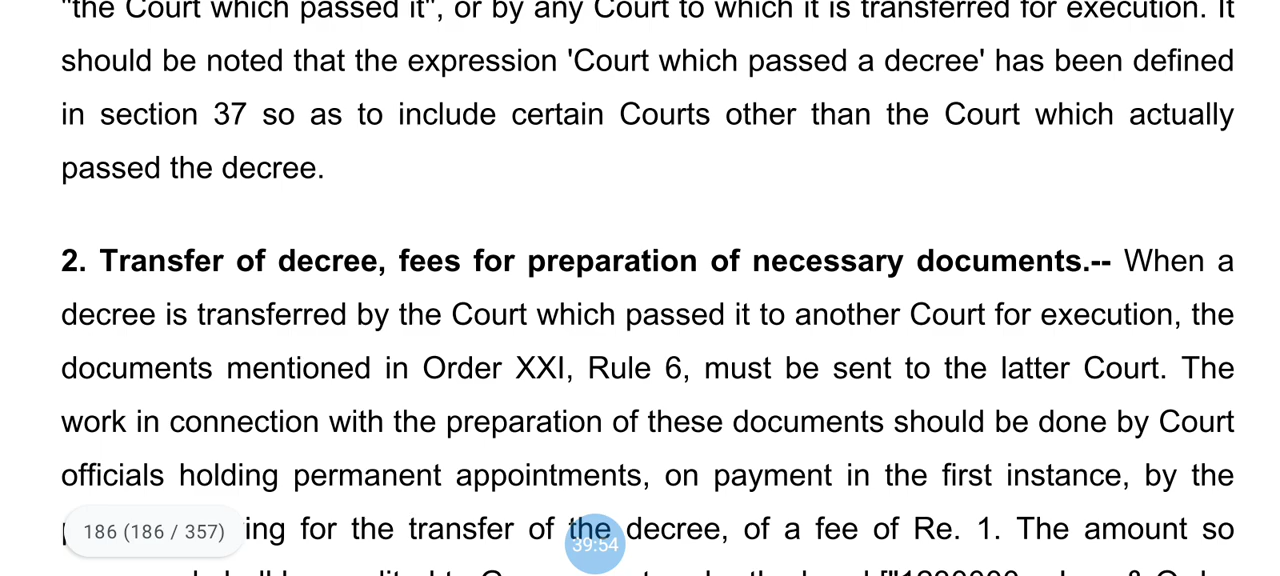 "the Court which passed it", or by any Court to which it is transferred for execution. It
should be noted that the expression 'Court which passed a decree' has been defined
in section 37 so as to include certain Courts other than the Court which actually
passed the decree.
2. Transfer of decree, fees for preparation of necessary documents.-- When a
decree is transferred by the Court which passed it to another Court for execution, the
documents mentioned in Order XXI, Rule 6, must be sent to the latter Court. The
work in connection with the preparation of these documents should be done by Court
officials holding permanent appointments, on payment in the first instance, by the
186 (186 / 357) ing for the transfer of the decree, of a fee of Re. 1. The amount so
39:54